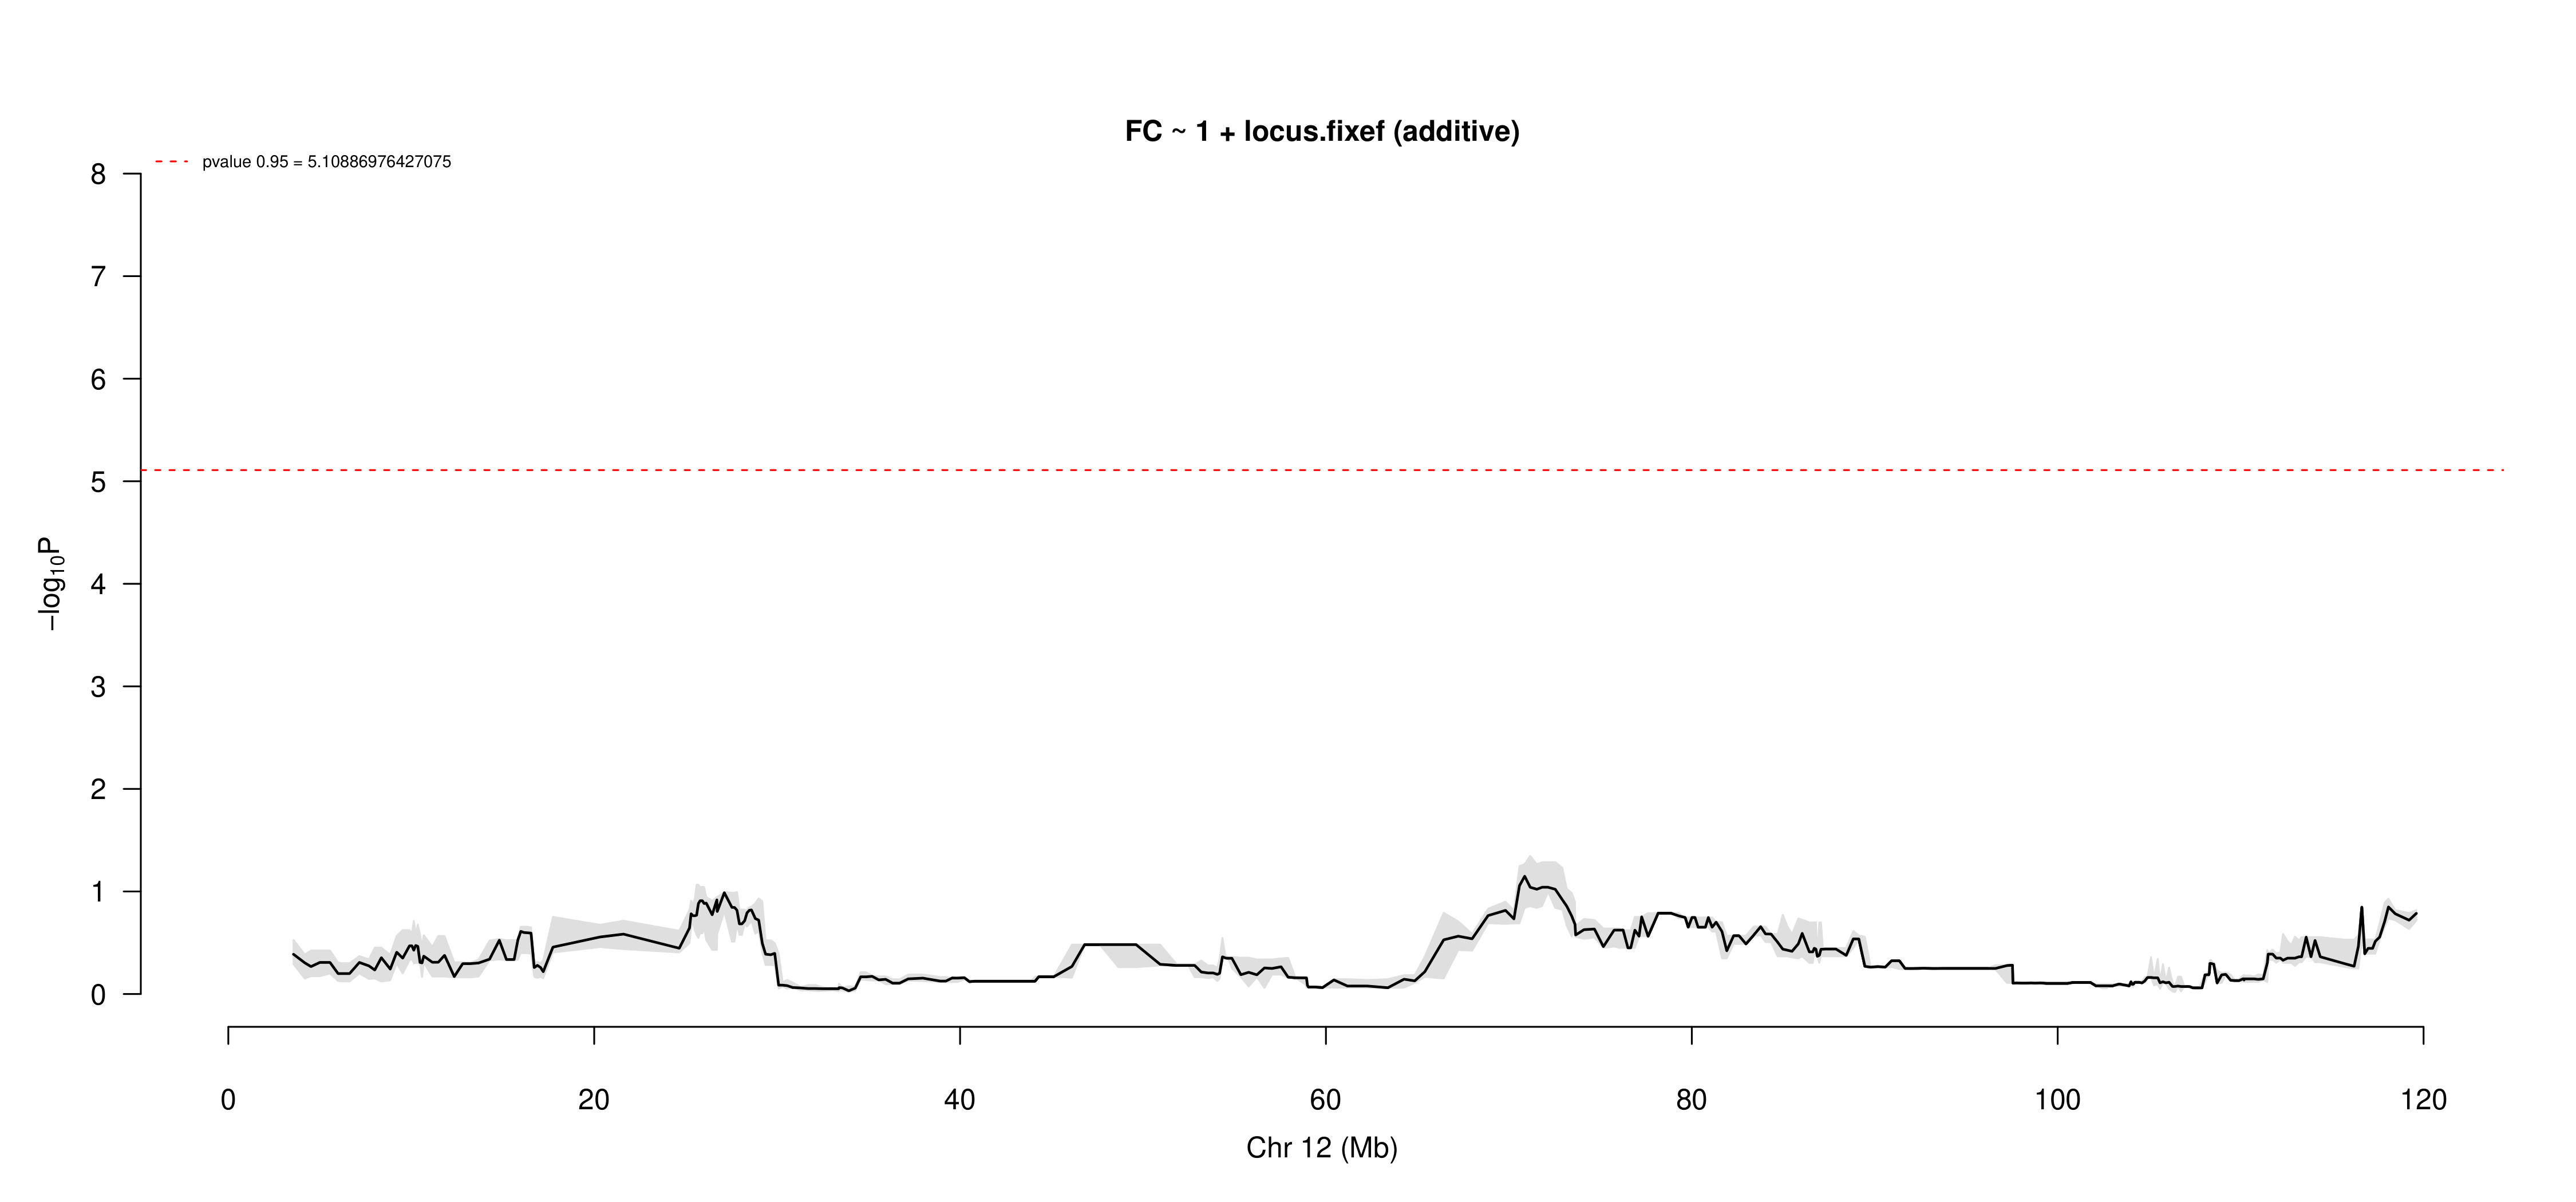 FC ~ 1 + locus.fixef (additive)
pvalue 0.95 = 5.10886976427075
8
7
6
5
4
3
2
1
0
−log10P
0 20 40 60 80 100 120
Chr 12 (Mb)